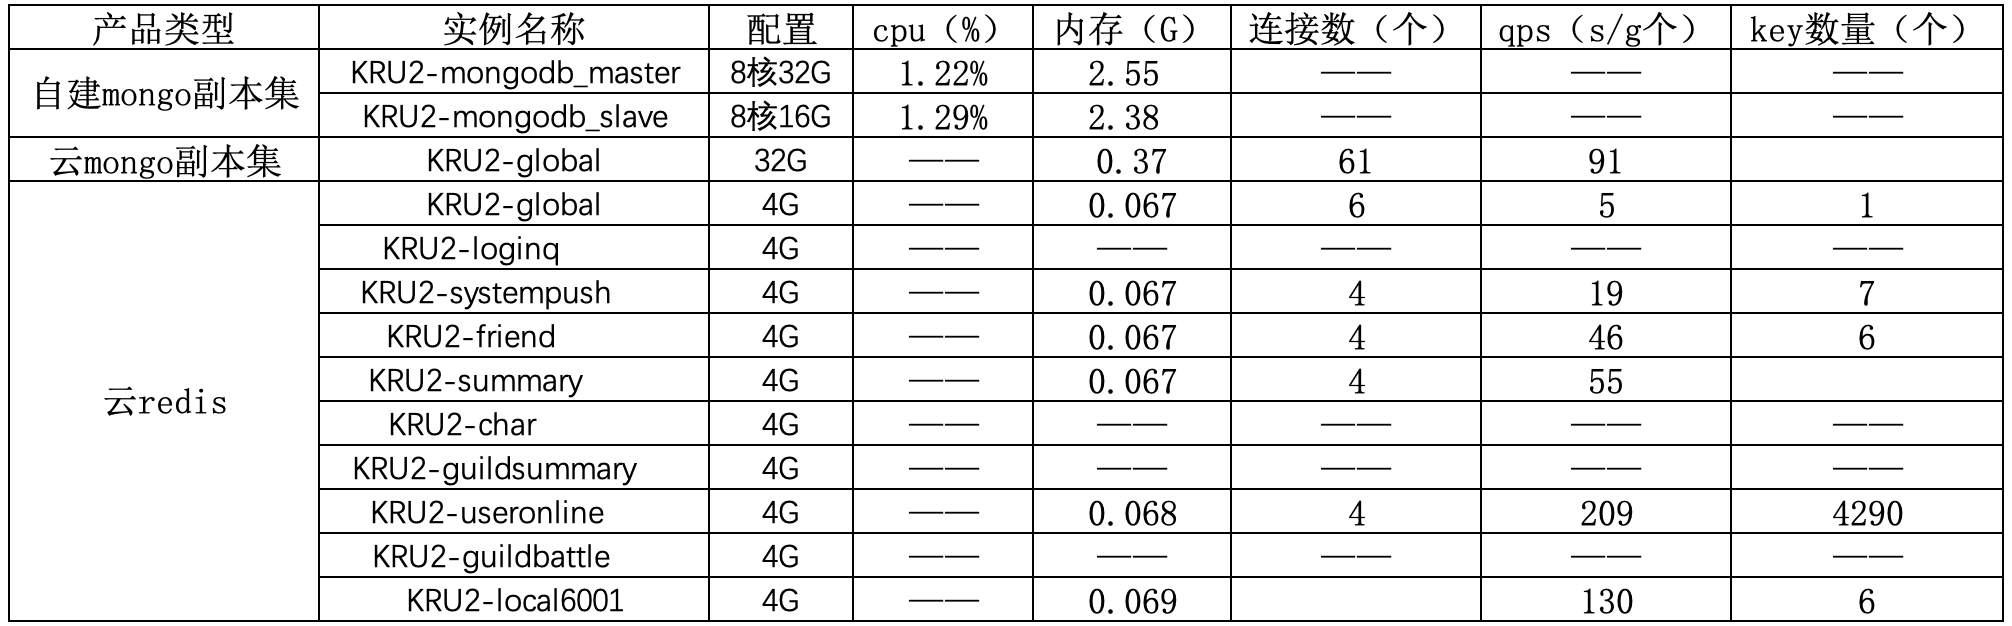 产品类型 实例名称 配置 cpu（%） 内存（G） 连接数（个） qps（s/g个） key数量（个）
自建mongo副本集 KRU2-mongodb_master 8核32G 1.22% 2.55 —— —— ——
KRU2-mongodb_slave 8核16G 1.29% 2.38 —— —— ——
云mongo副本集 KRU2-global 32G —— 0.37 61 91
云redis KRU2-global 4G —— 0.067 6 5 1
KRU2-loginq 4G —— —— —— —— ——
KRU2-systempush 4G —— 0.067 4 19 7
KRU2-friend 4G —— 0.067 4 46 6
KRU2-summary 4G —— 0.067 4 55
KRU2-char 4G —— —— —— —— ——
KRU2-guildsummary 4G —— —— —— —— ——
KRU2-useronline 4G —— 0.068 4 209 4290
KRU2-guildbattle 4G —— —— —— —— ——
KRU2-local6001 4G —— 0.069 130 6